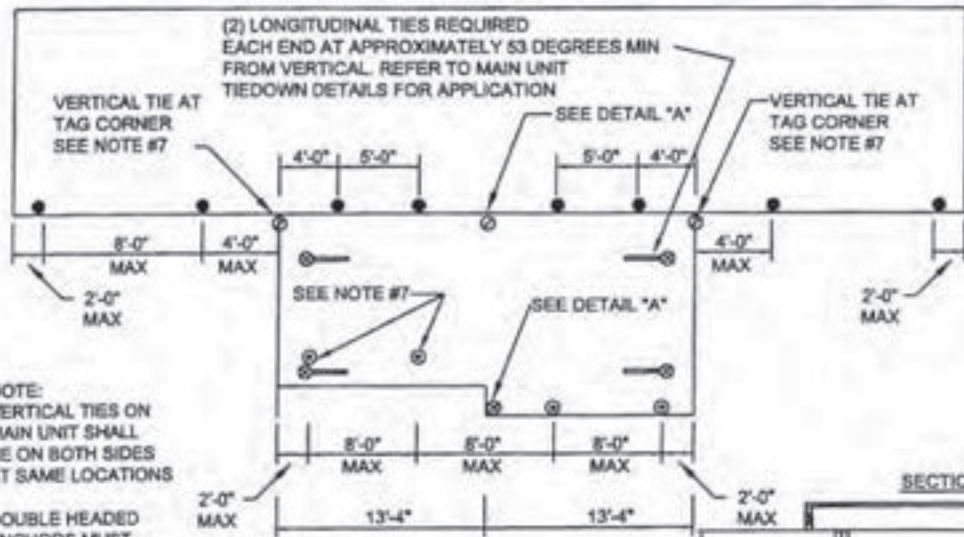 (2) LONGITUDINAL TIES REQUIRED
EACH END AT APPROXIMATELY 53 DEGREES MIN
FROM VERTICAL. REFER TO MAIN UNIT
TIEDOWN DETAILS FOR APPLICATION
VERTICAL TIE AT
TAG CORNER
SEE NOTE #7
SEE DETAIL "A"
VERTICAL TIE AT
TAG CORNER
SEE NOTE #7
4'-0" 5'-0" 5'-0" 4'-0"
8'-0" 4'-0" 4'-0"
MAX MAX MAX
2'-0"
MAX
2'-0"
MAX
SEE NOTE #7
SEE DETAIL "A"
OTE:
ERTICAL TIES ON
AIN UNIT SHALL
E ON BOTH SIDES
T SAME LOCATIONS
8'-0" 8'-0" 8'-0"
MAX MAX MAX
2'-0"
MAX
2'-0"
MAX
13'-4" 13'-4"
SECTIO
OUBLE HEADED